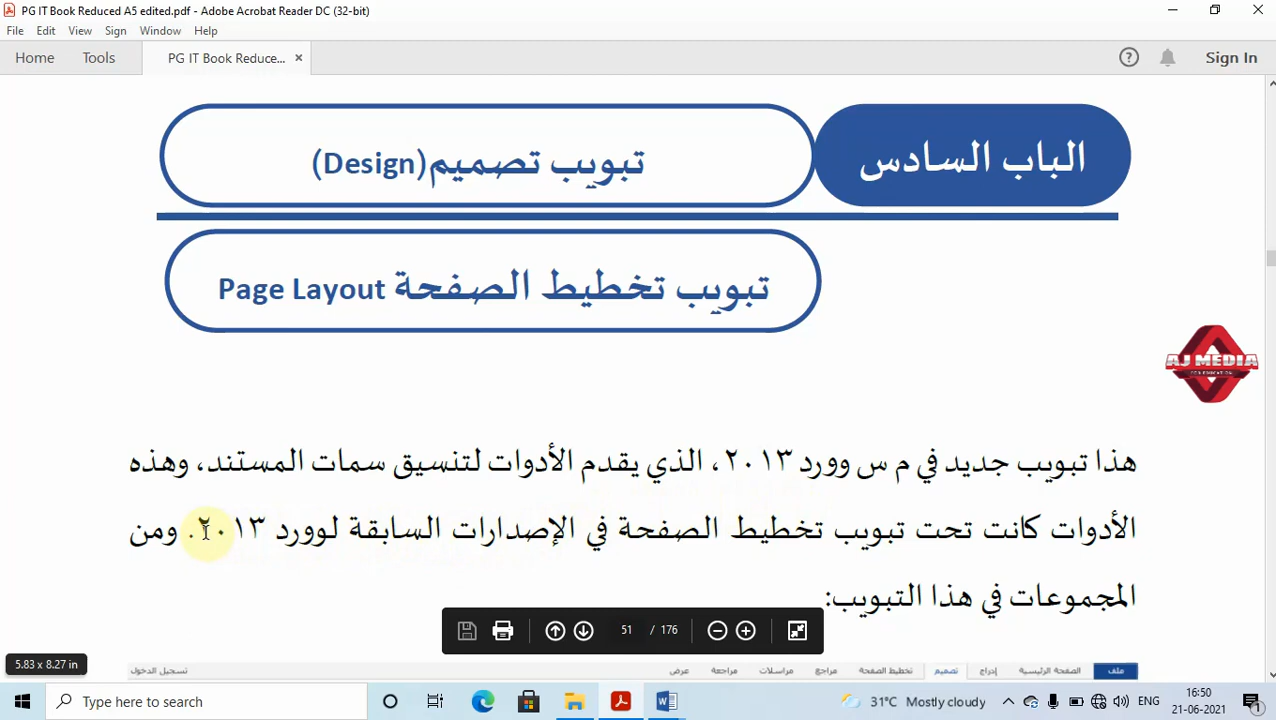 PG IT Book Reduced A5 edited.pdf - Adobe Acrobat Reader DC (32-bit)
File Edit View Sign Window Help
Home Tools PG IT Book Reduce... Sign In
الباب السادس
تبويب تصميم(Design)
تبويب تخطيط الصفحة Page Layout
AJ MEDIA
FOR EDUCATION
هذا تبويب جديد في م س وورد ٢٠١٣، الذي يقدم الأدوات لتنسيق سمات المستند، وهذه
الأدوات كانت تحت تبويب تخطيط الصفحة في الإصدارات السابقة لوورد ٢٠١٣. ومن
المجموعات في هذا التبويب:
51 / 176
5.83 x 8.27 in
ملف الصفحة الرئيسية إدراج تصميم تخطيط الصفحة مراجع مراسلات مراجعة عرض تسجيل الدخول
Type here to search
31°C Mostly cloudy ENG 16:50
21-06-2021
1